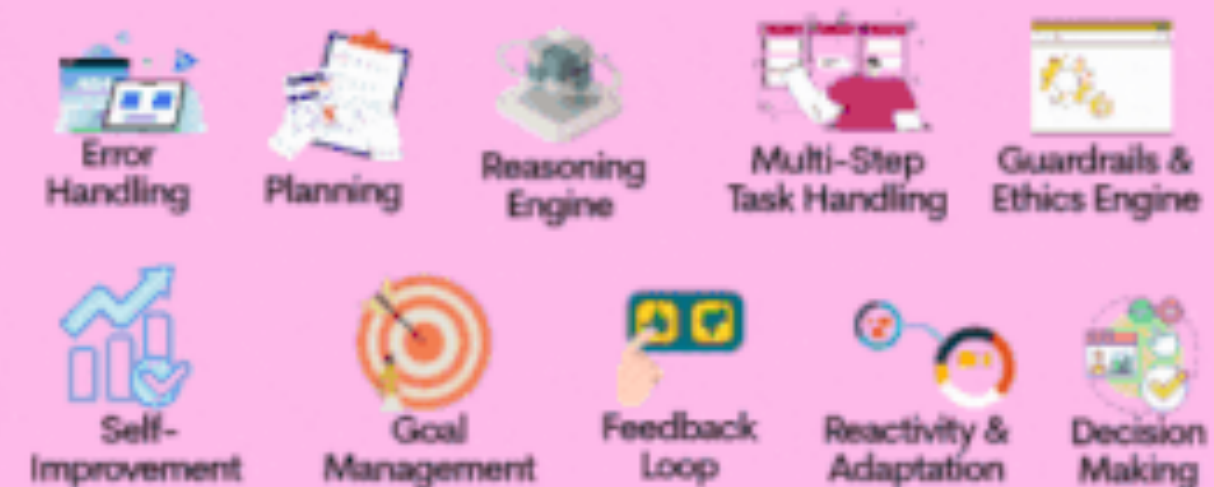 Error
Handling
Planning
Reasoning
Engine
Multi-Step
Task Handling
Guardrails &
Ethics Engine
Self-
Improvement
Goal
Management
Feedback
Loop
Reactivity &
Adaptation
Decision
Making